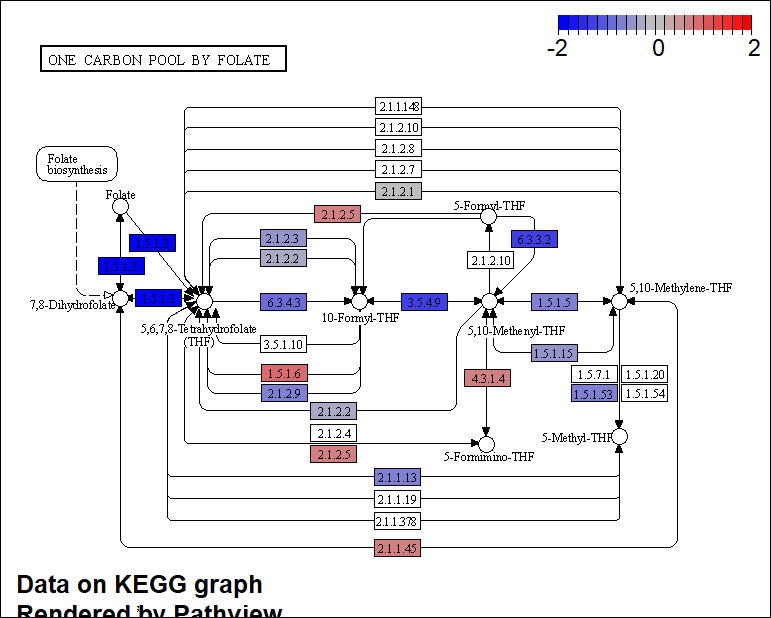 -2 0 2
ONE CARBON POOL BY FOLATE
2.1.1.148
2.1.2.10
2.1.2.8
2.1.2.7
2.1.2.1
Folate
biosynthesis
Folate
5-Formyl-THF
2.1.2.5
2.1.2.3
6.3.3.2
1.5.1.3
2.1.2.2
2.1.2.10
1.5.1.3
7,8-Dihydrofolate
1.5.1.3
6.3.4.3
3.5.4.9
1.5.1.5
5,10-Methylene-THF
10-Formyl-THF
5,6,7,8-Tetrahydrofolate
(THF)
5,10-Methenyl-THF
3.5.1.10
1.5.1.15
1.5.1.6
4.3.1.4
1.5.7.1
1.5.1.20
2.1.2.9
1.5.1.53
1.5.1.54
2.1.2.2
2.1.2.4
5-Methyl-THF
2.1.2.5
5-Formimino-THF
2.1.1.13
2.1.1.19
2.1.1.378
2.1.1.45
Data on KEGG graph
Rendered by Pathview